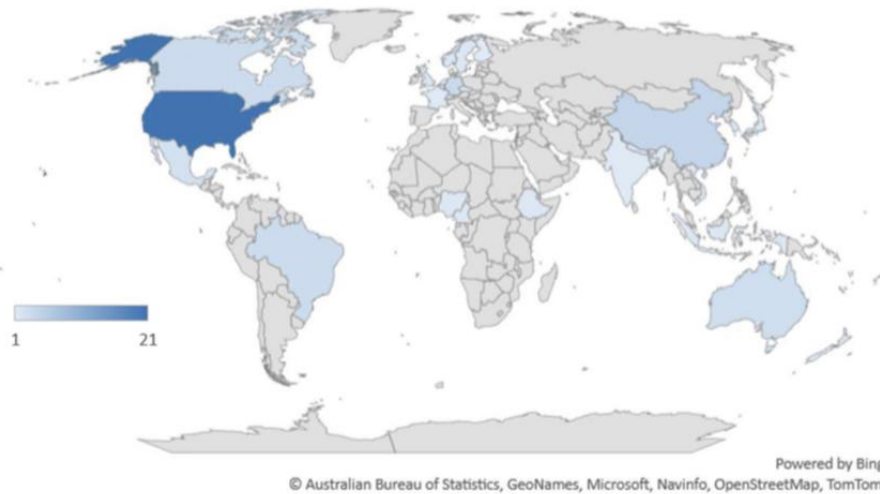 1 21
Powered by Bing
© Australian Bureau of Statistics, GeoNames, Microsoft, Navinfo, OpenStreetMap, TomTom